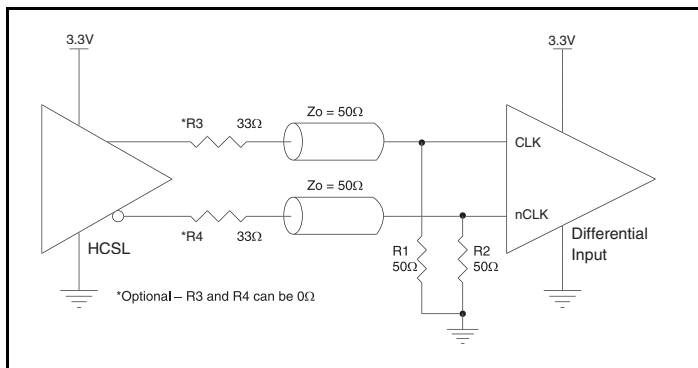 3.3V
3.3V
*R3 33Ω
Zo = 50Ω
CLK
Zo = 50Ω
nCLK
*R4 33Ω
HCSL
R1
50Ω
R2
50Ω
Differential
Input
*Optional – R3 and R4 can be 0Ω